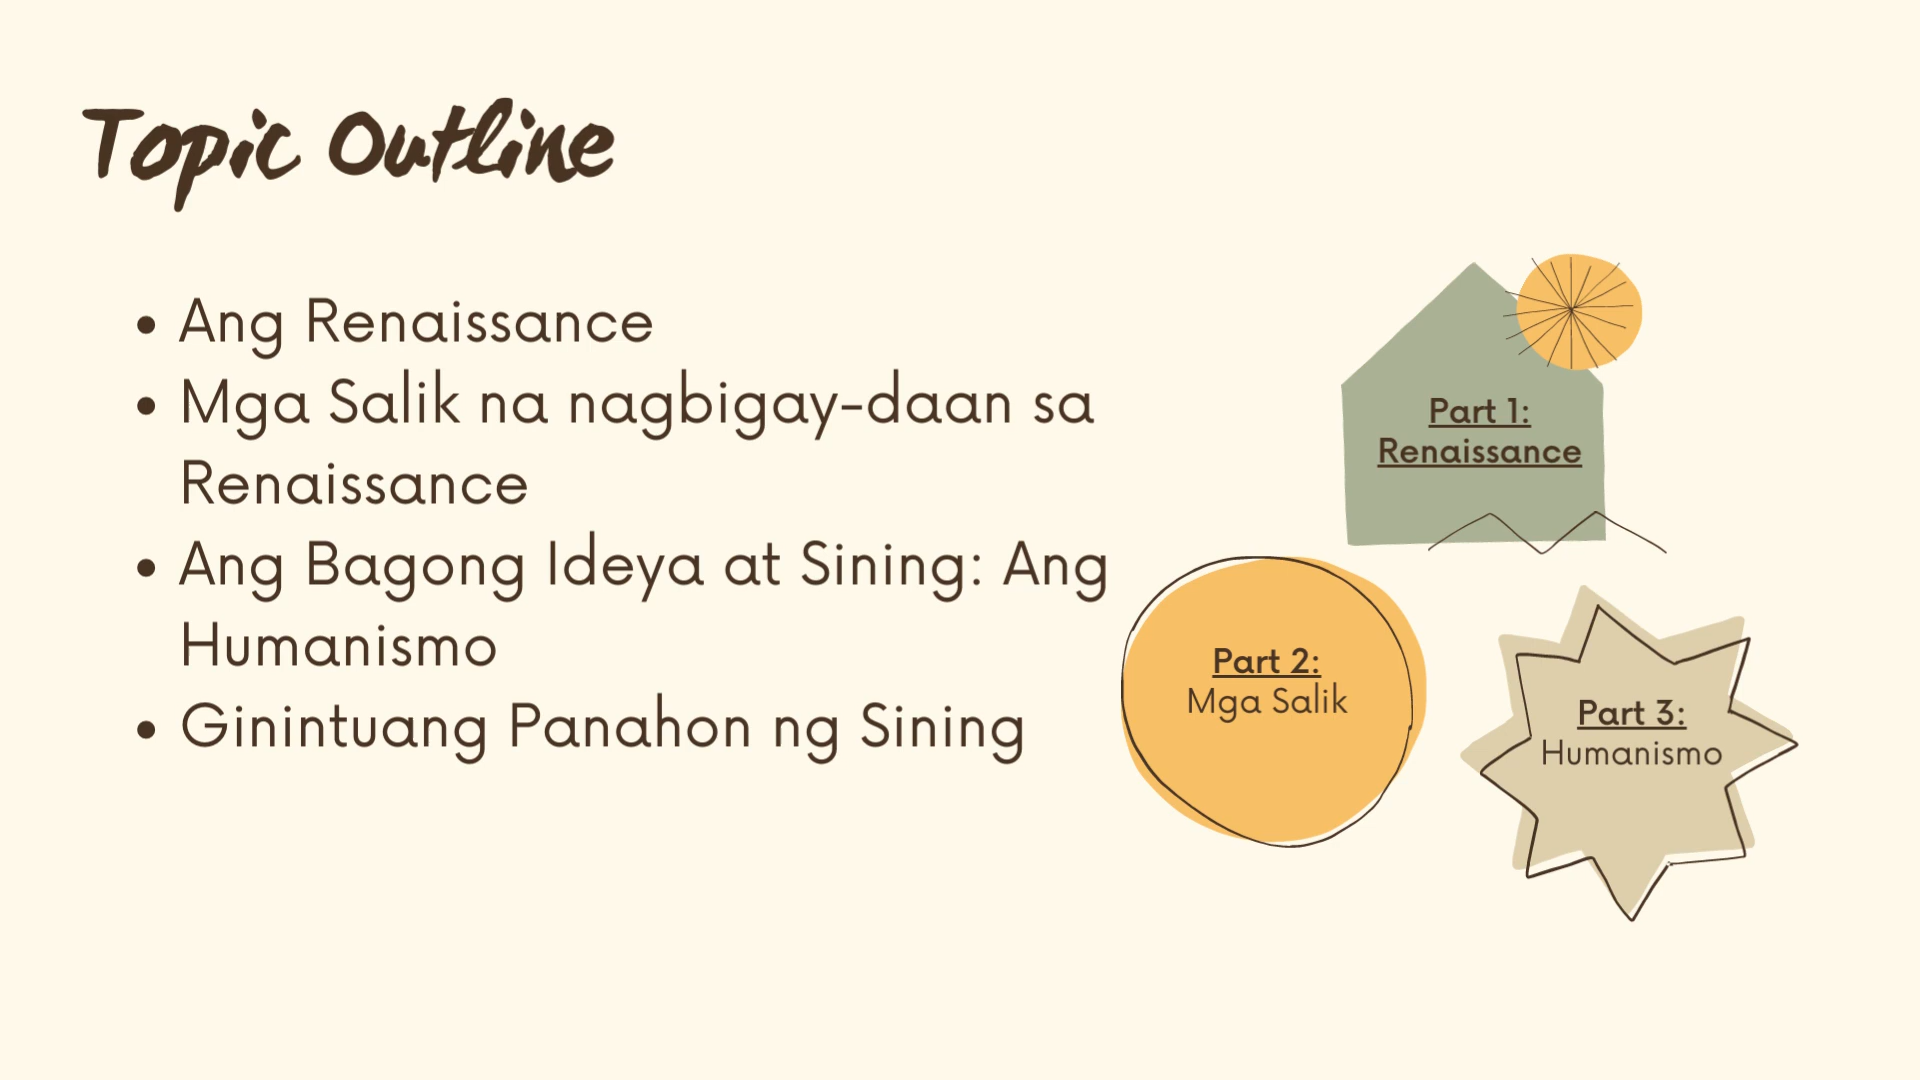 Topic Outline
• Ang Renaissance
• Mga Salik na nagbigay-daan sa
Renaissance
• Ang Bagong Ideya at Sining: Ang
Humanismo
• Ginintuang Panahon ng Sining
Part 1:
Renaissance
Part 2:
Mga Salik
Part 3:
Humanismo